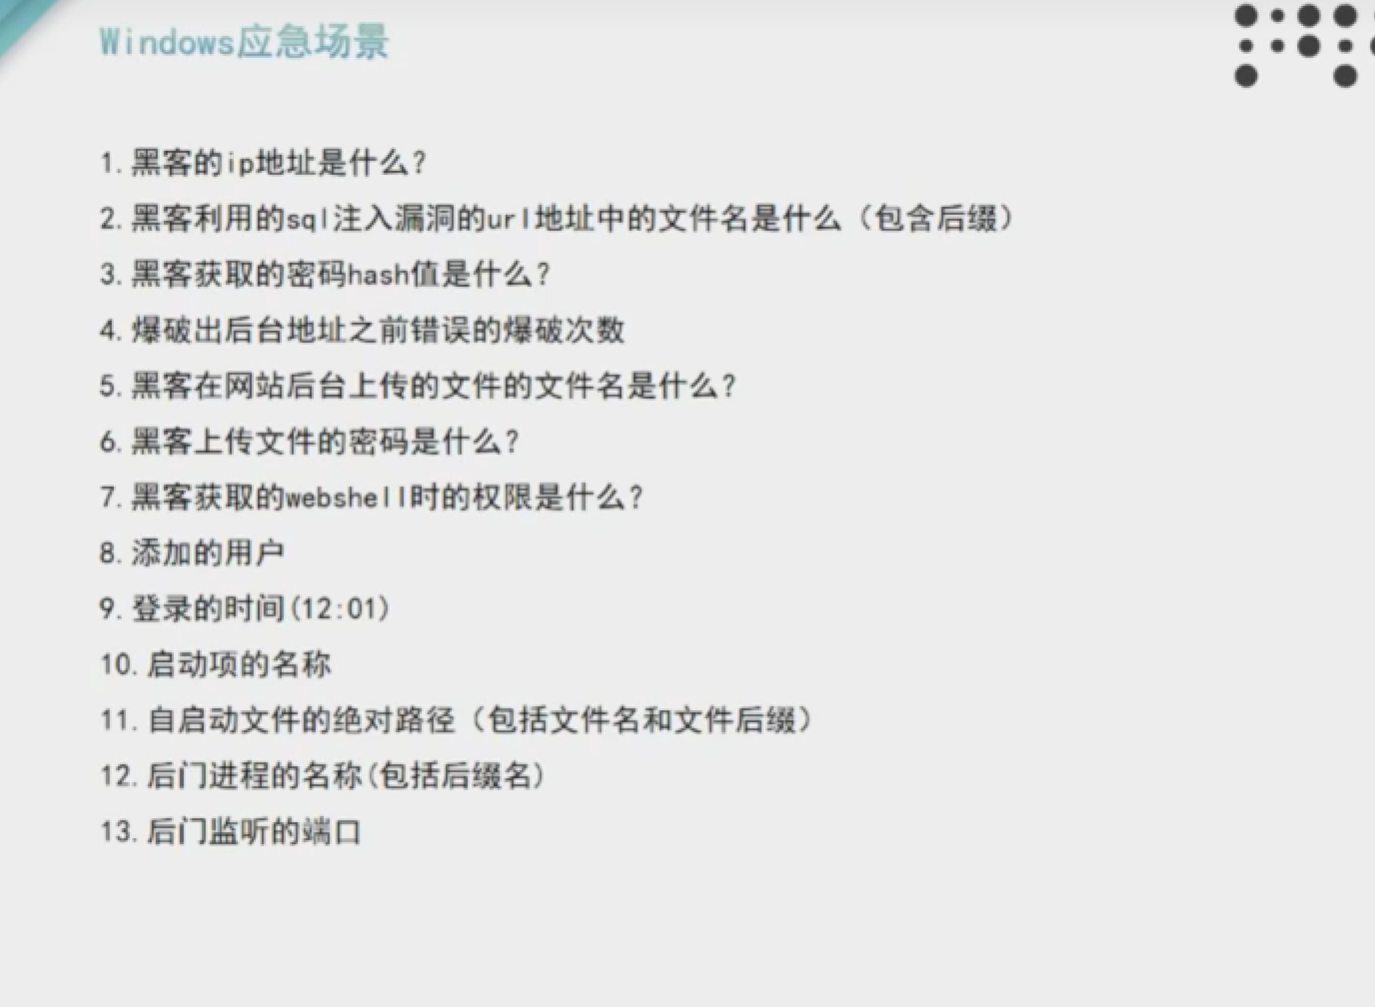 Windows应急场景
1.黑客的ip地址是什么?
2.黑客利用的sql注入漏洞的url地址中的文件名是什么（包含后缀）
3.黑客获取的密码hash值是什么?
4.爆破出后台地址之前错误的爆破次数
5.黑客在网站后台上传的文件的文件名是什么?
6.黑客上传文件的密码是什么?
7.黑客获取的webshell时的权限是什么?
8.添加的用户
9.登录的时间(12:01)
10.启动项的名称
11.自启动文件的绝对路径（包括文件名和文件后缀）
12.后门进程的名称(包括后缀名)
13.后门监听的端口